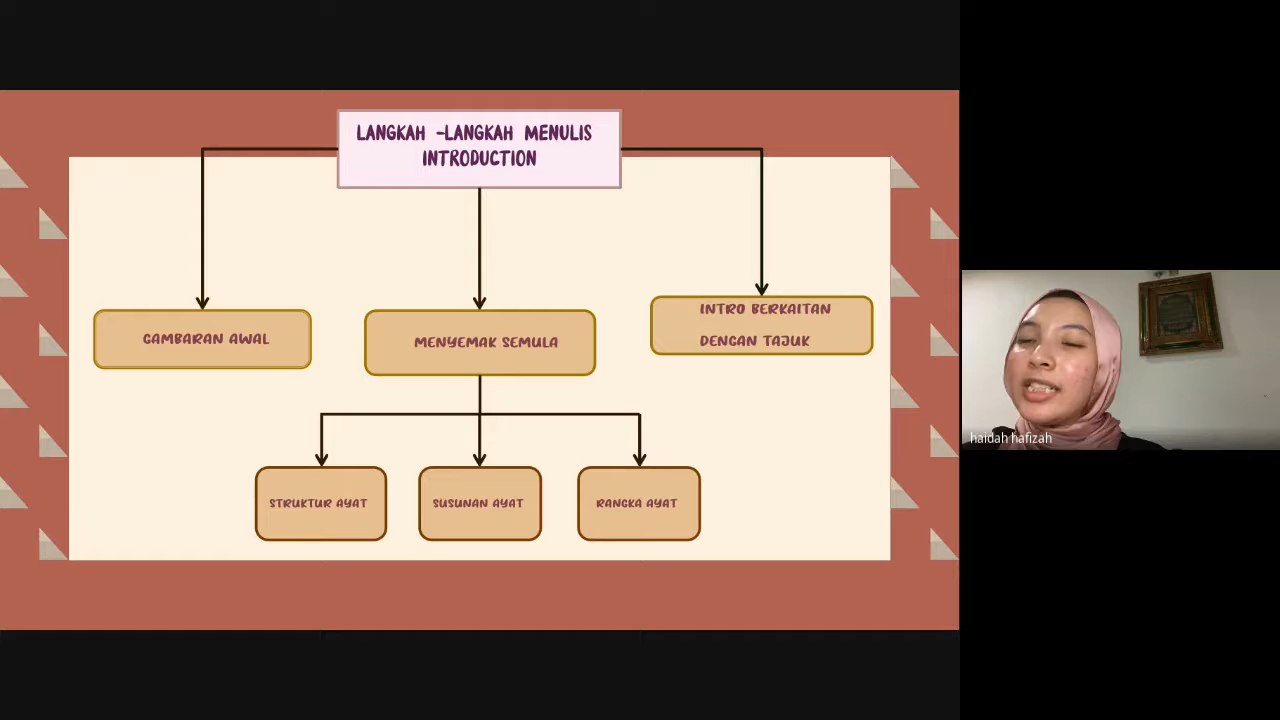 LANGKAH -LANGKAH MENULIS
INTRODUCTION
GAMBARAN AWAL
MENYEMAK SEMULA
INTRO BERKAITAN
DENGAN TAJUK
STRUKTUR AYAT
SUSUNAN AYAT
RANGKA AYAT
haidah hafizah